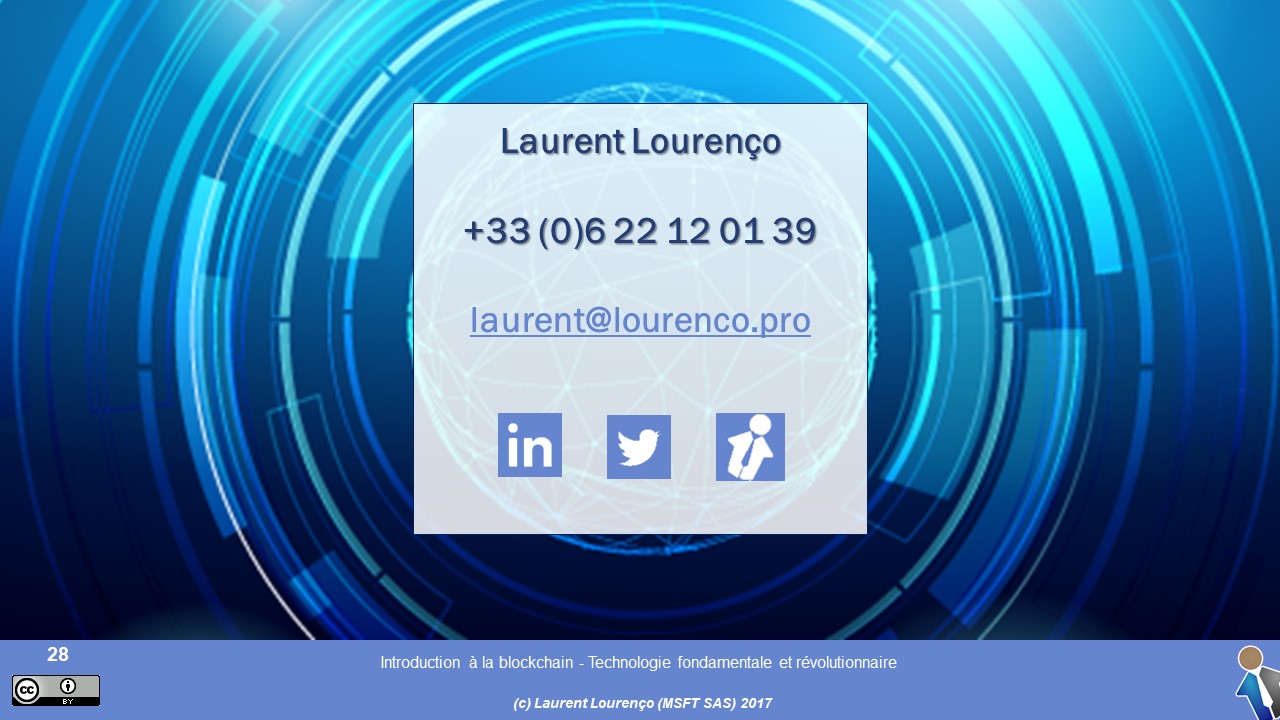 Laurent Lourenço
+33 (0)6 22 12 01 39
laurent@lourenco.pro
in
28
Introduction à la blockchain - Technologie fondamentale et révolutionnaire
cc
BY
(c) Laurent Lourenço (MSFT SAS) 2017